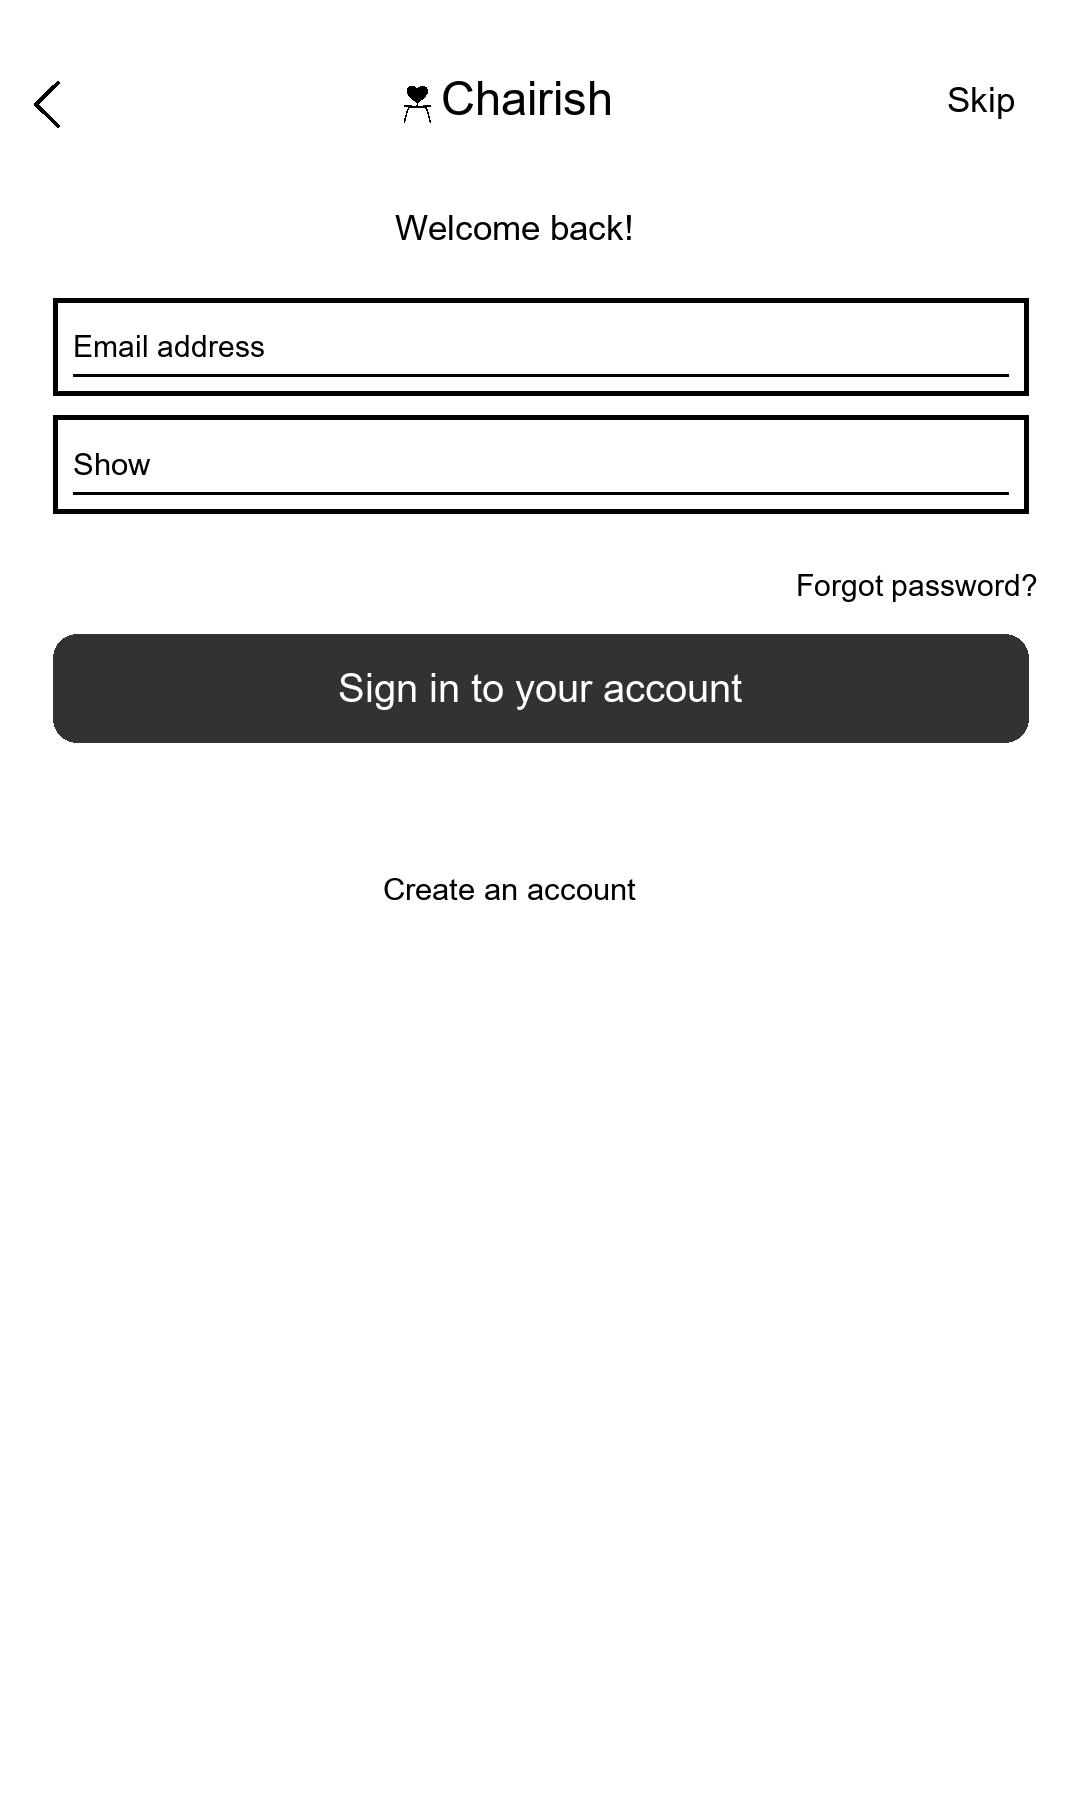 Chairish
Skip
Welcome back!
Email address
Show
Forgot password?
Sign in to your account
Create an account